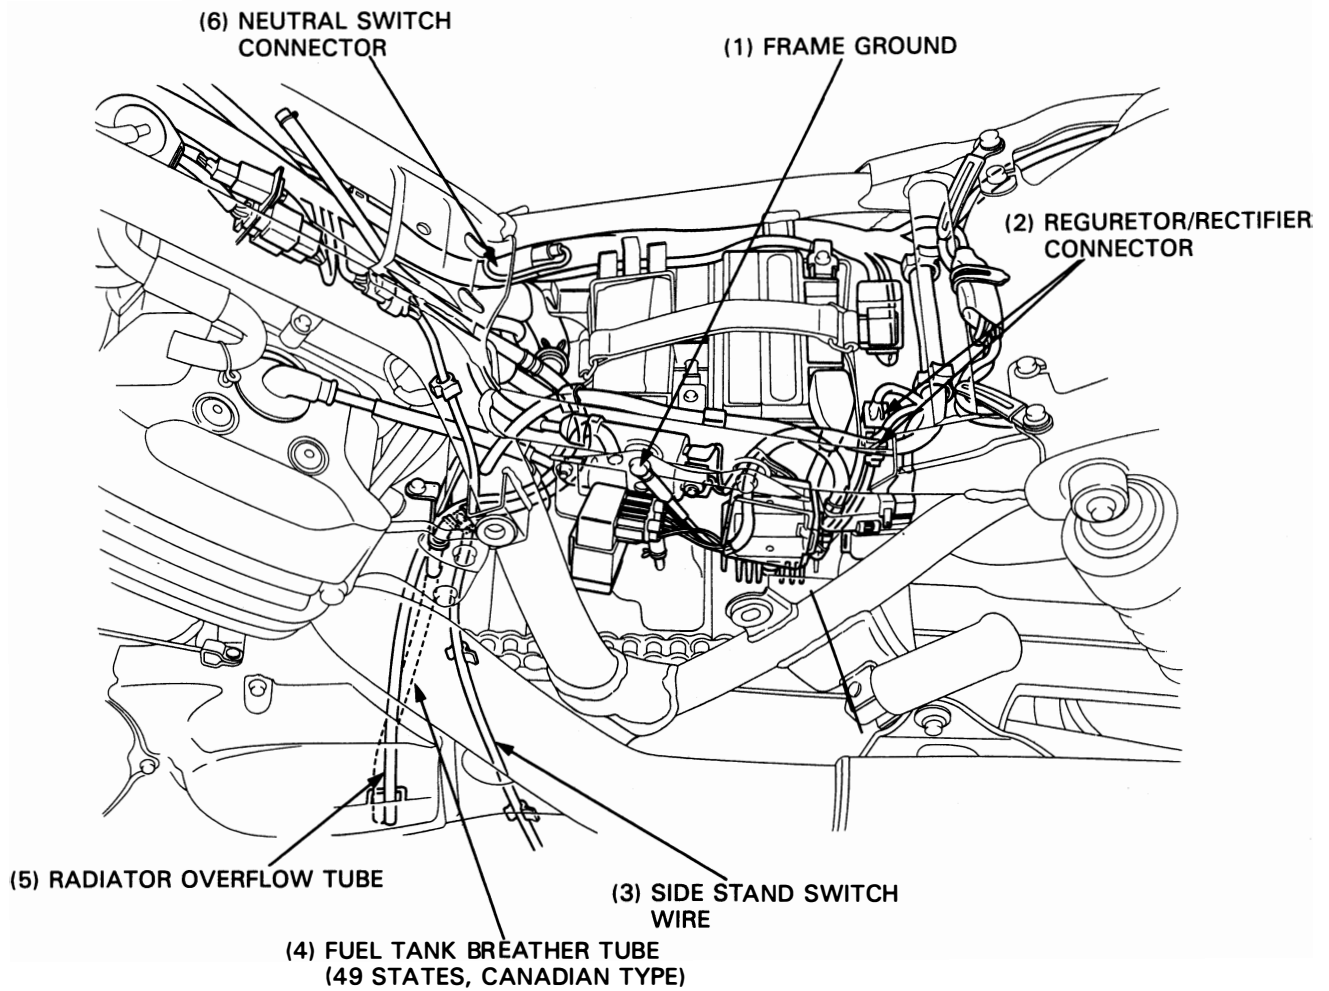 (6) NEUTRAL SWITCH
CONNECTOR
(1) FRAME GROUND
(2) REGURETOR/RECTIFIER
CONNECTOR
(5) RADIATOR OVERFLOW TUBE
(3) SIDE STAND SWITCH
WIRE
(4) FUEL TANK BREATHER TUBE
(49 STATES, CANADIAN TYPE)